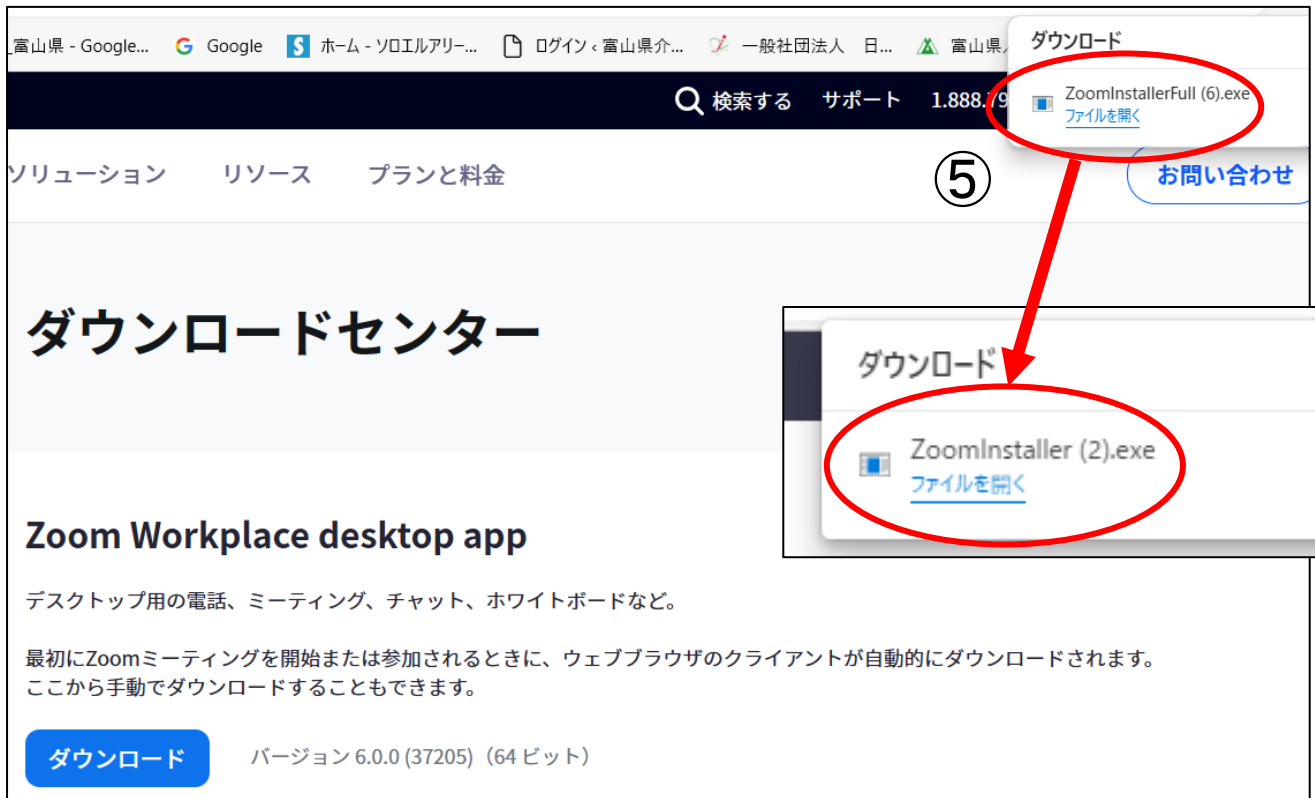 _富山県 - Google... Google ホーム - ソロエルアリー... ログイン ‹ 富山県介... 一般社団法人 日... 富山県
ダウンロード
ZoomInstallerFull (6).exe
ファイルを開く
検索する サポート 1.888.79
ソリューション リソース プランと料金 ⑤ お問い合わせ
ダウンロードセンター
ダウンロード
ZoomInstaller (2).exe
ファイルを開く
Zoom Workplace desktop app
デスクトップ用の電話、ミーティング、チャット、ホワイトボードなど。
最初にZoomミーティングを開始または参加されるときに、ウェブブラウザのクライアントが自動的にダウンロードされます。
ここから手動でダウンロードすることもできます。
ダウンロード バージョン 6.0.0 (37205)（64 ビット）